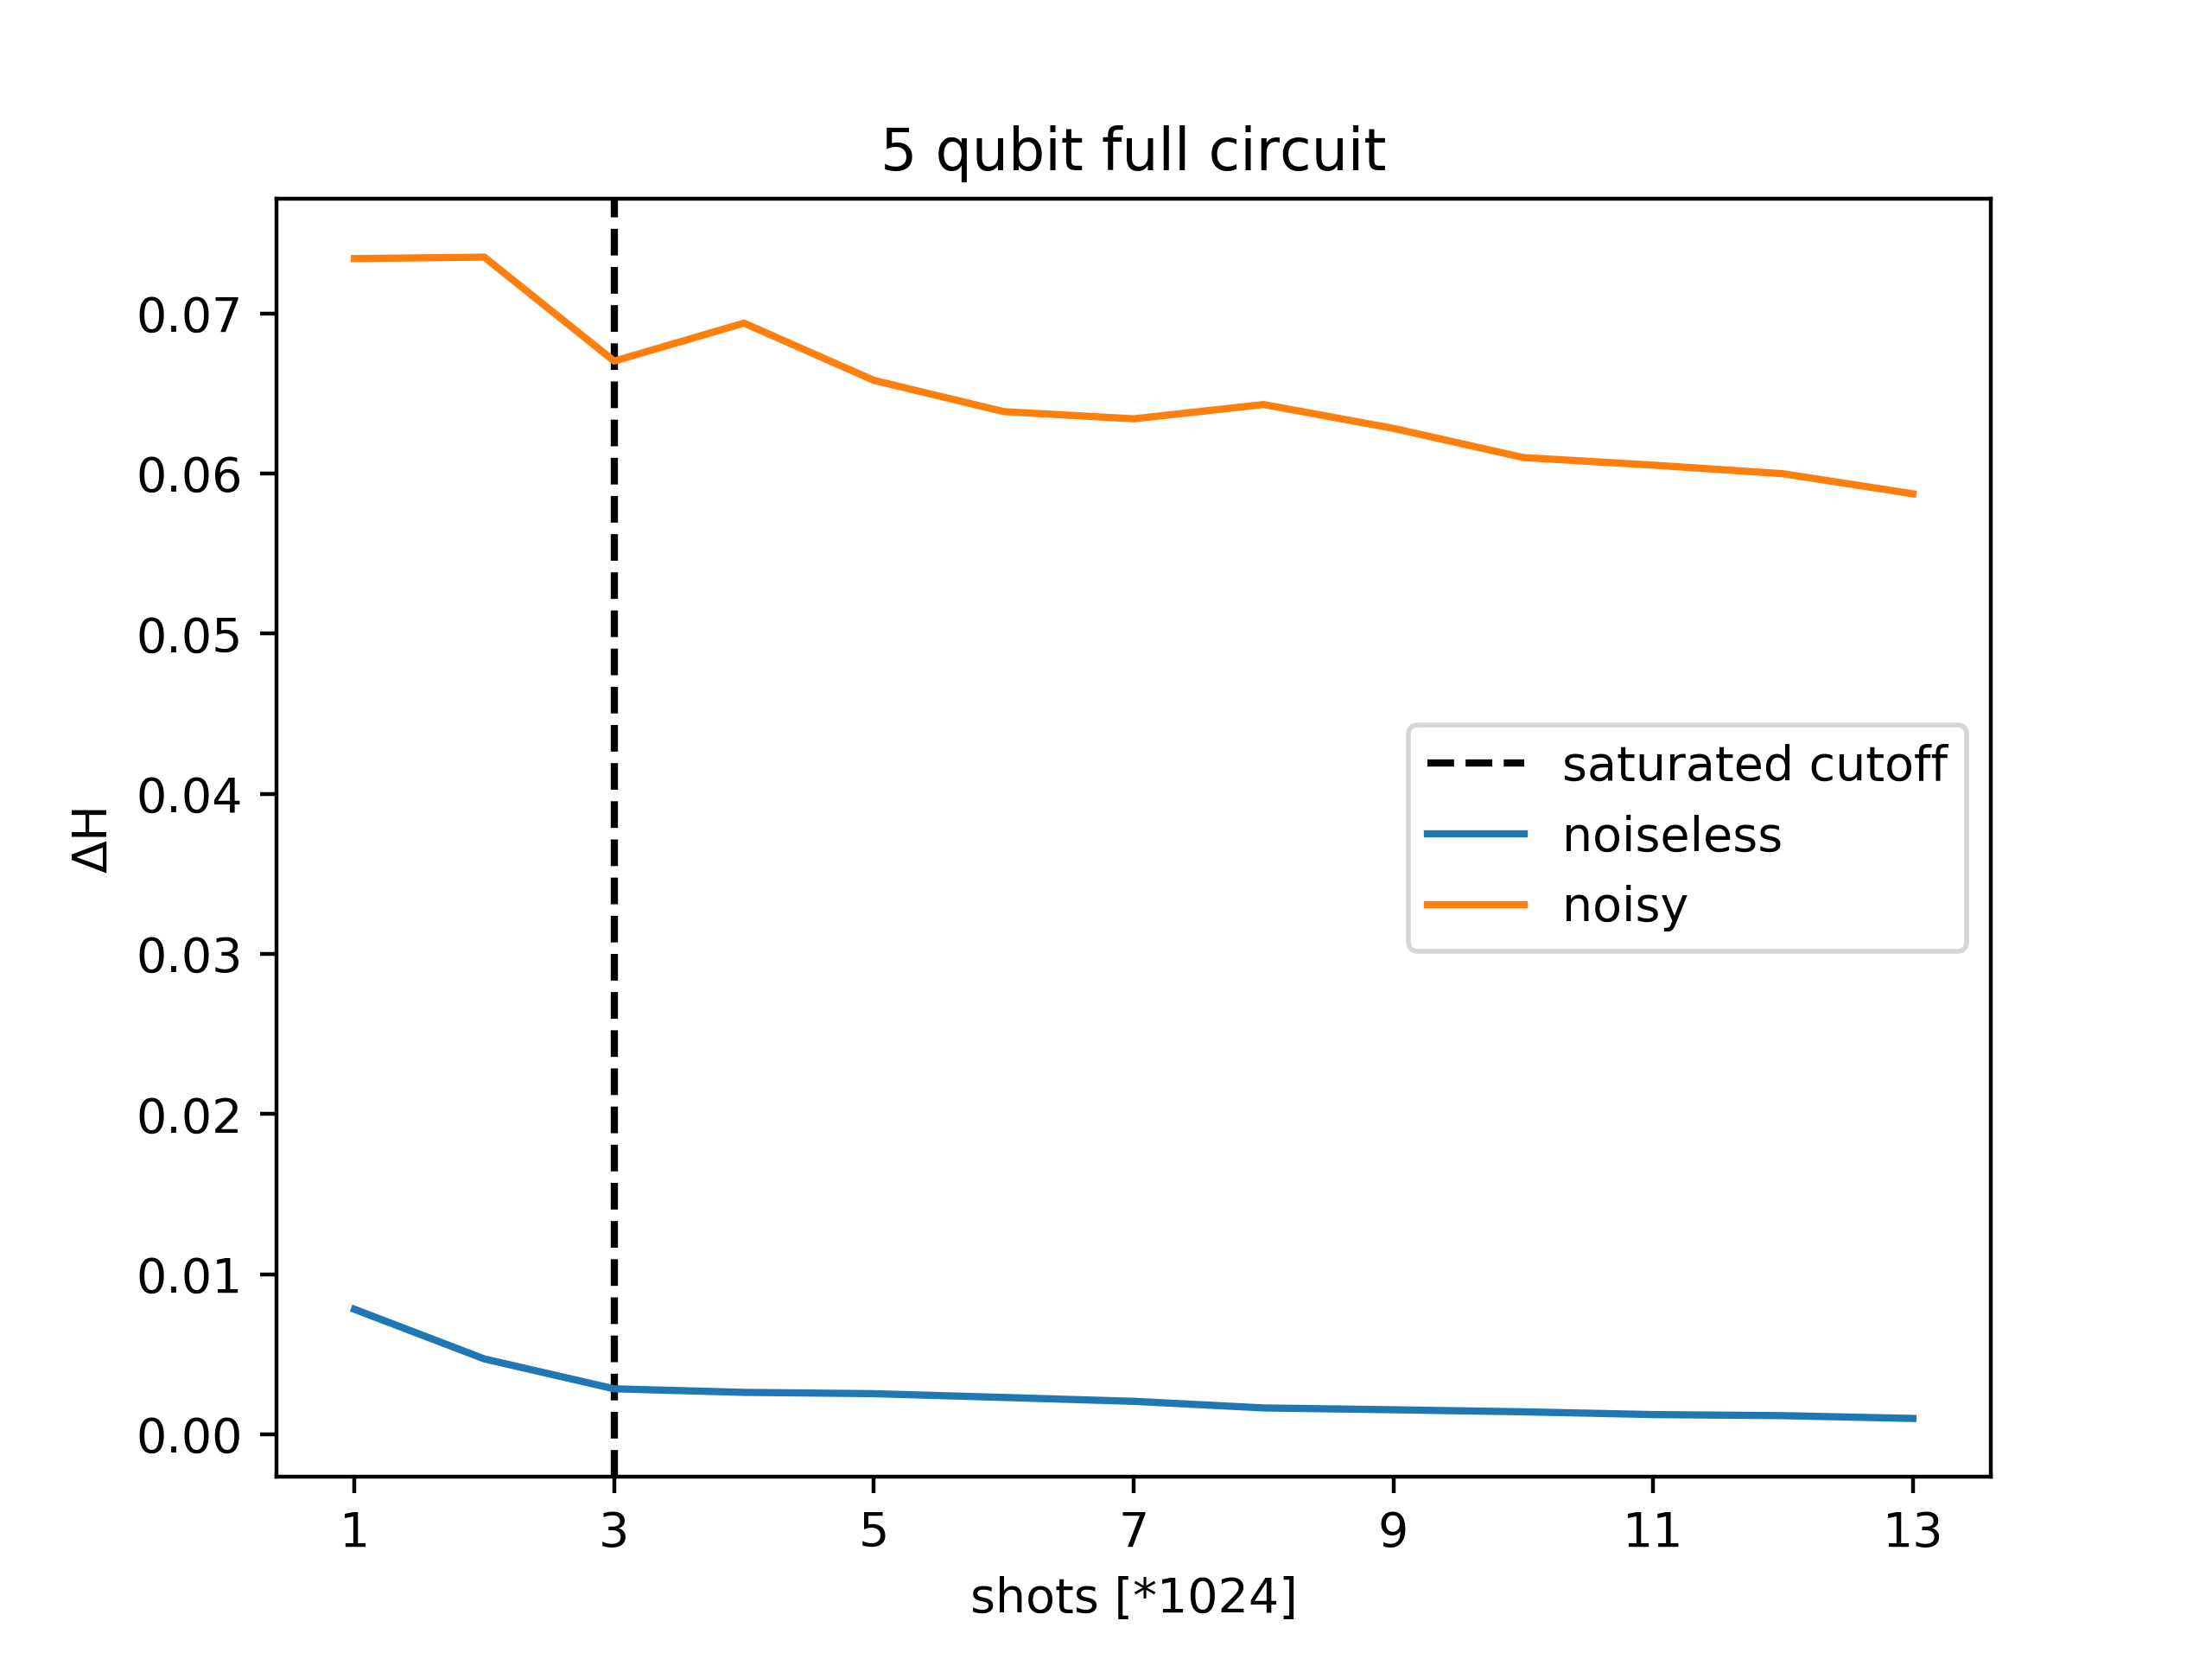 5 qubit full circuit
0.07
0.06
0.05
0.04
0.03
0.02
0.01
0.00
ΔH
saturated cutoff
noiseless
noisy
1 3 5 7 9 11 13
shots [*1024]